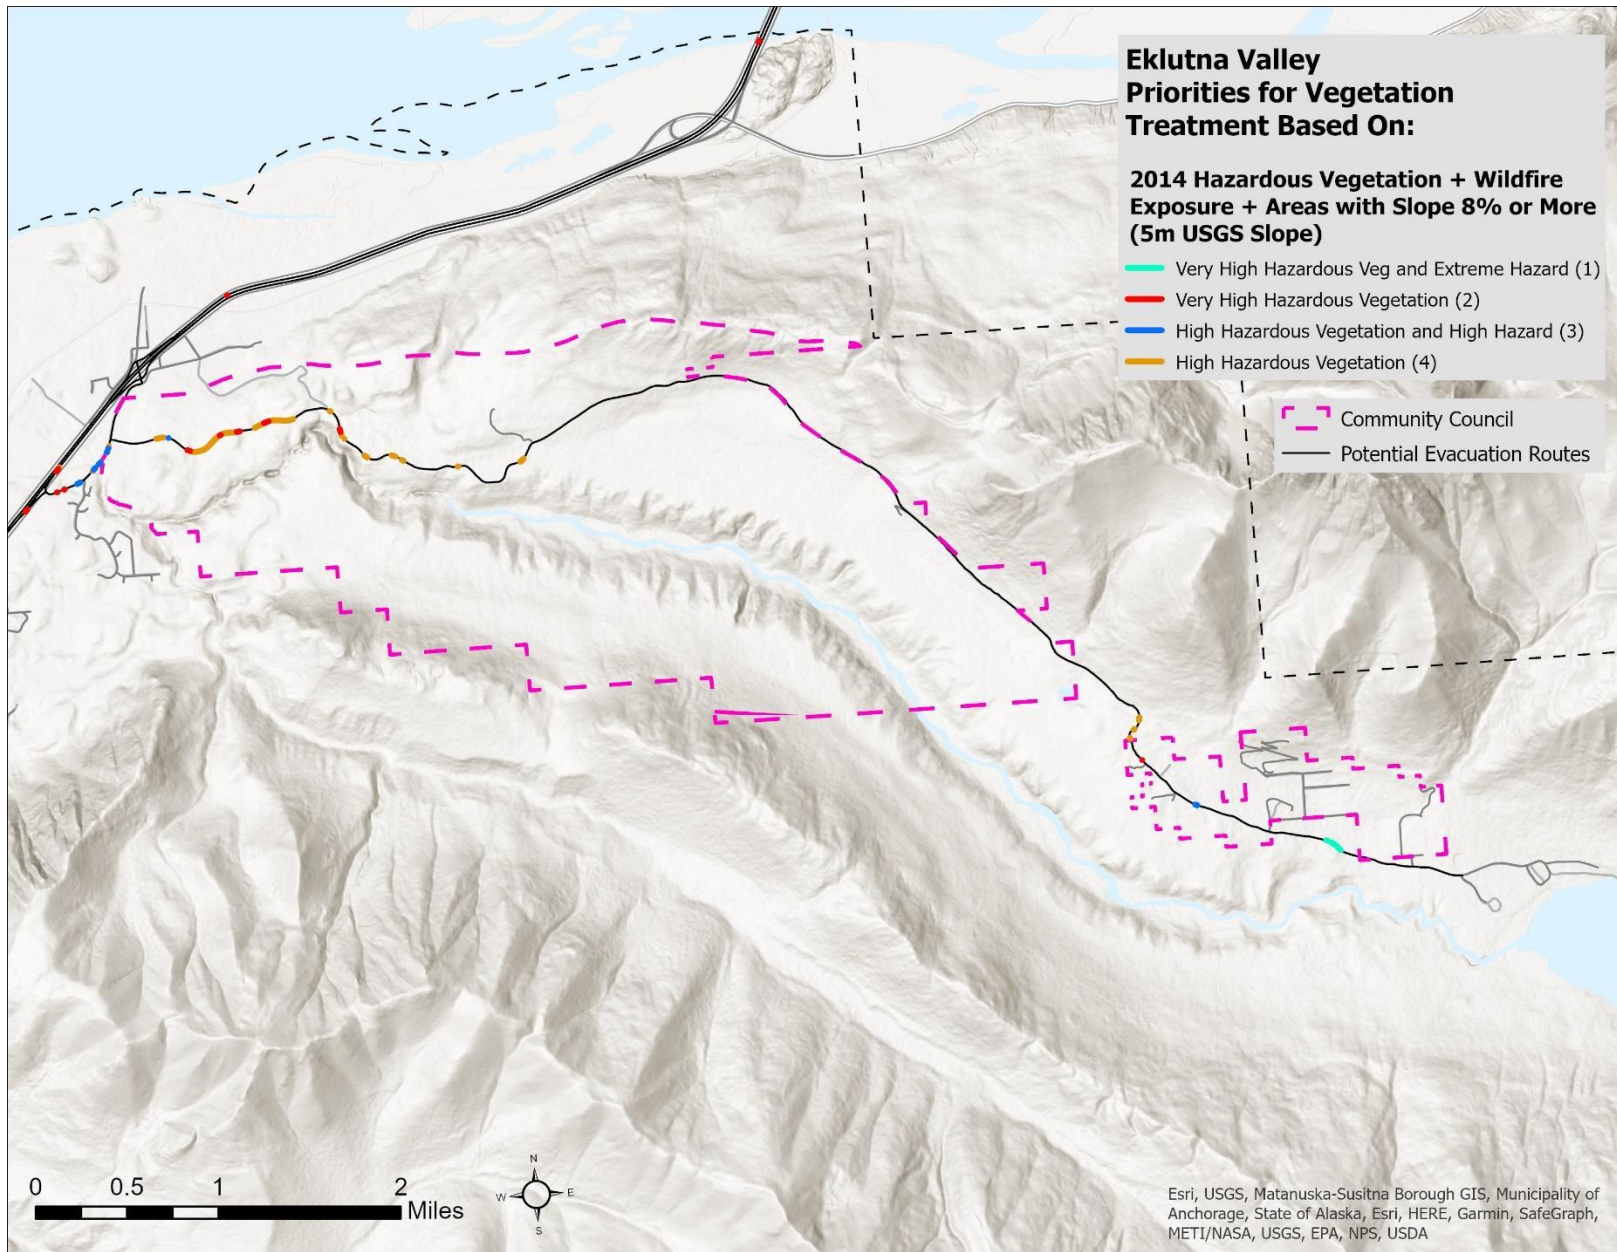 Eklutna Valley
Priorities for Vegetation
Treatment Based On:
2014 Hazardous Vegetation + Wildfire
Exposure + Areas with Slope 8% or More
(5m USGS Slope)
Very High Hazardous Veg and Extreme Hazard (1)
Very High Hazardous Vegetation (2)
High Hazardous Vegetation and High Hazard (3)
High Hazardous Vegetation (4)
Community Council
Potential Evacuation Routes
0 0.5 1 2
Miles
N
W E
S
Esri, USGS, Matanuska-Susitna Borough GIS, Municipality of
Anchorage, State of Alaska, Esri, HERE, Garmin, SafeGraph,
METI/NASA, USGS, EPA, NPS, USDA